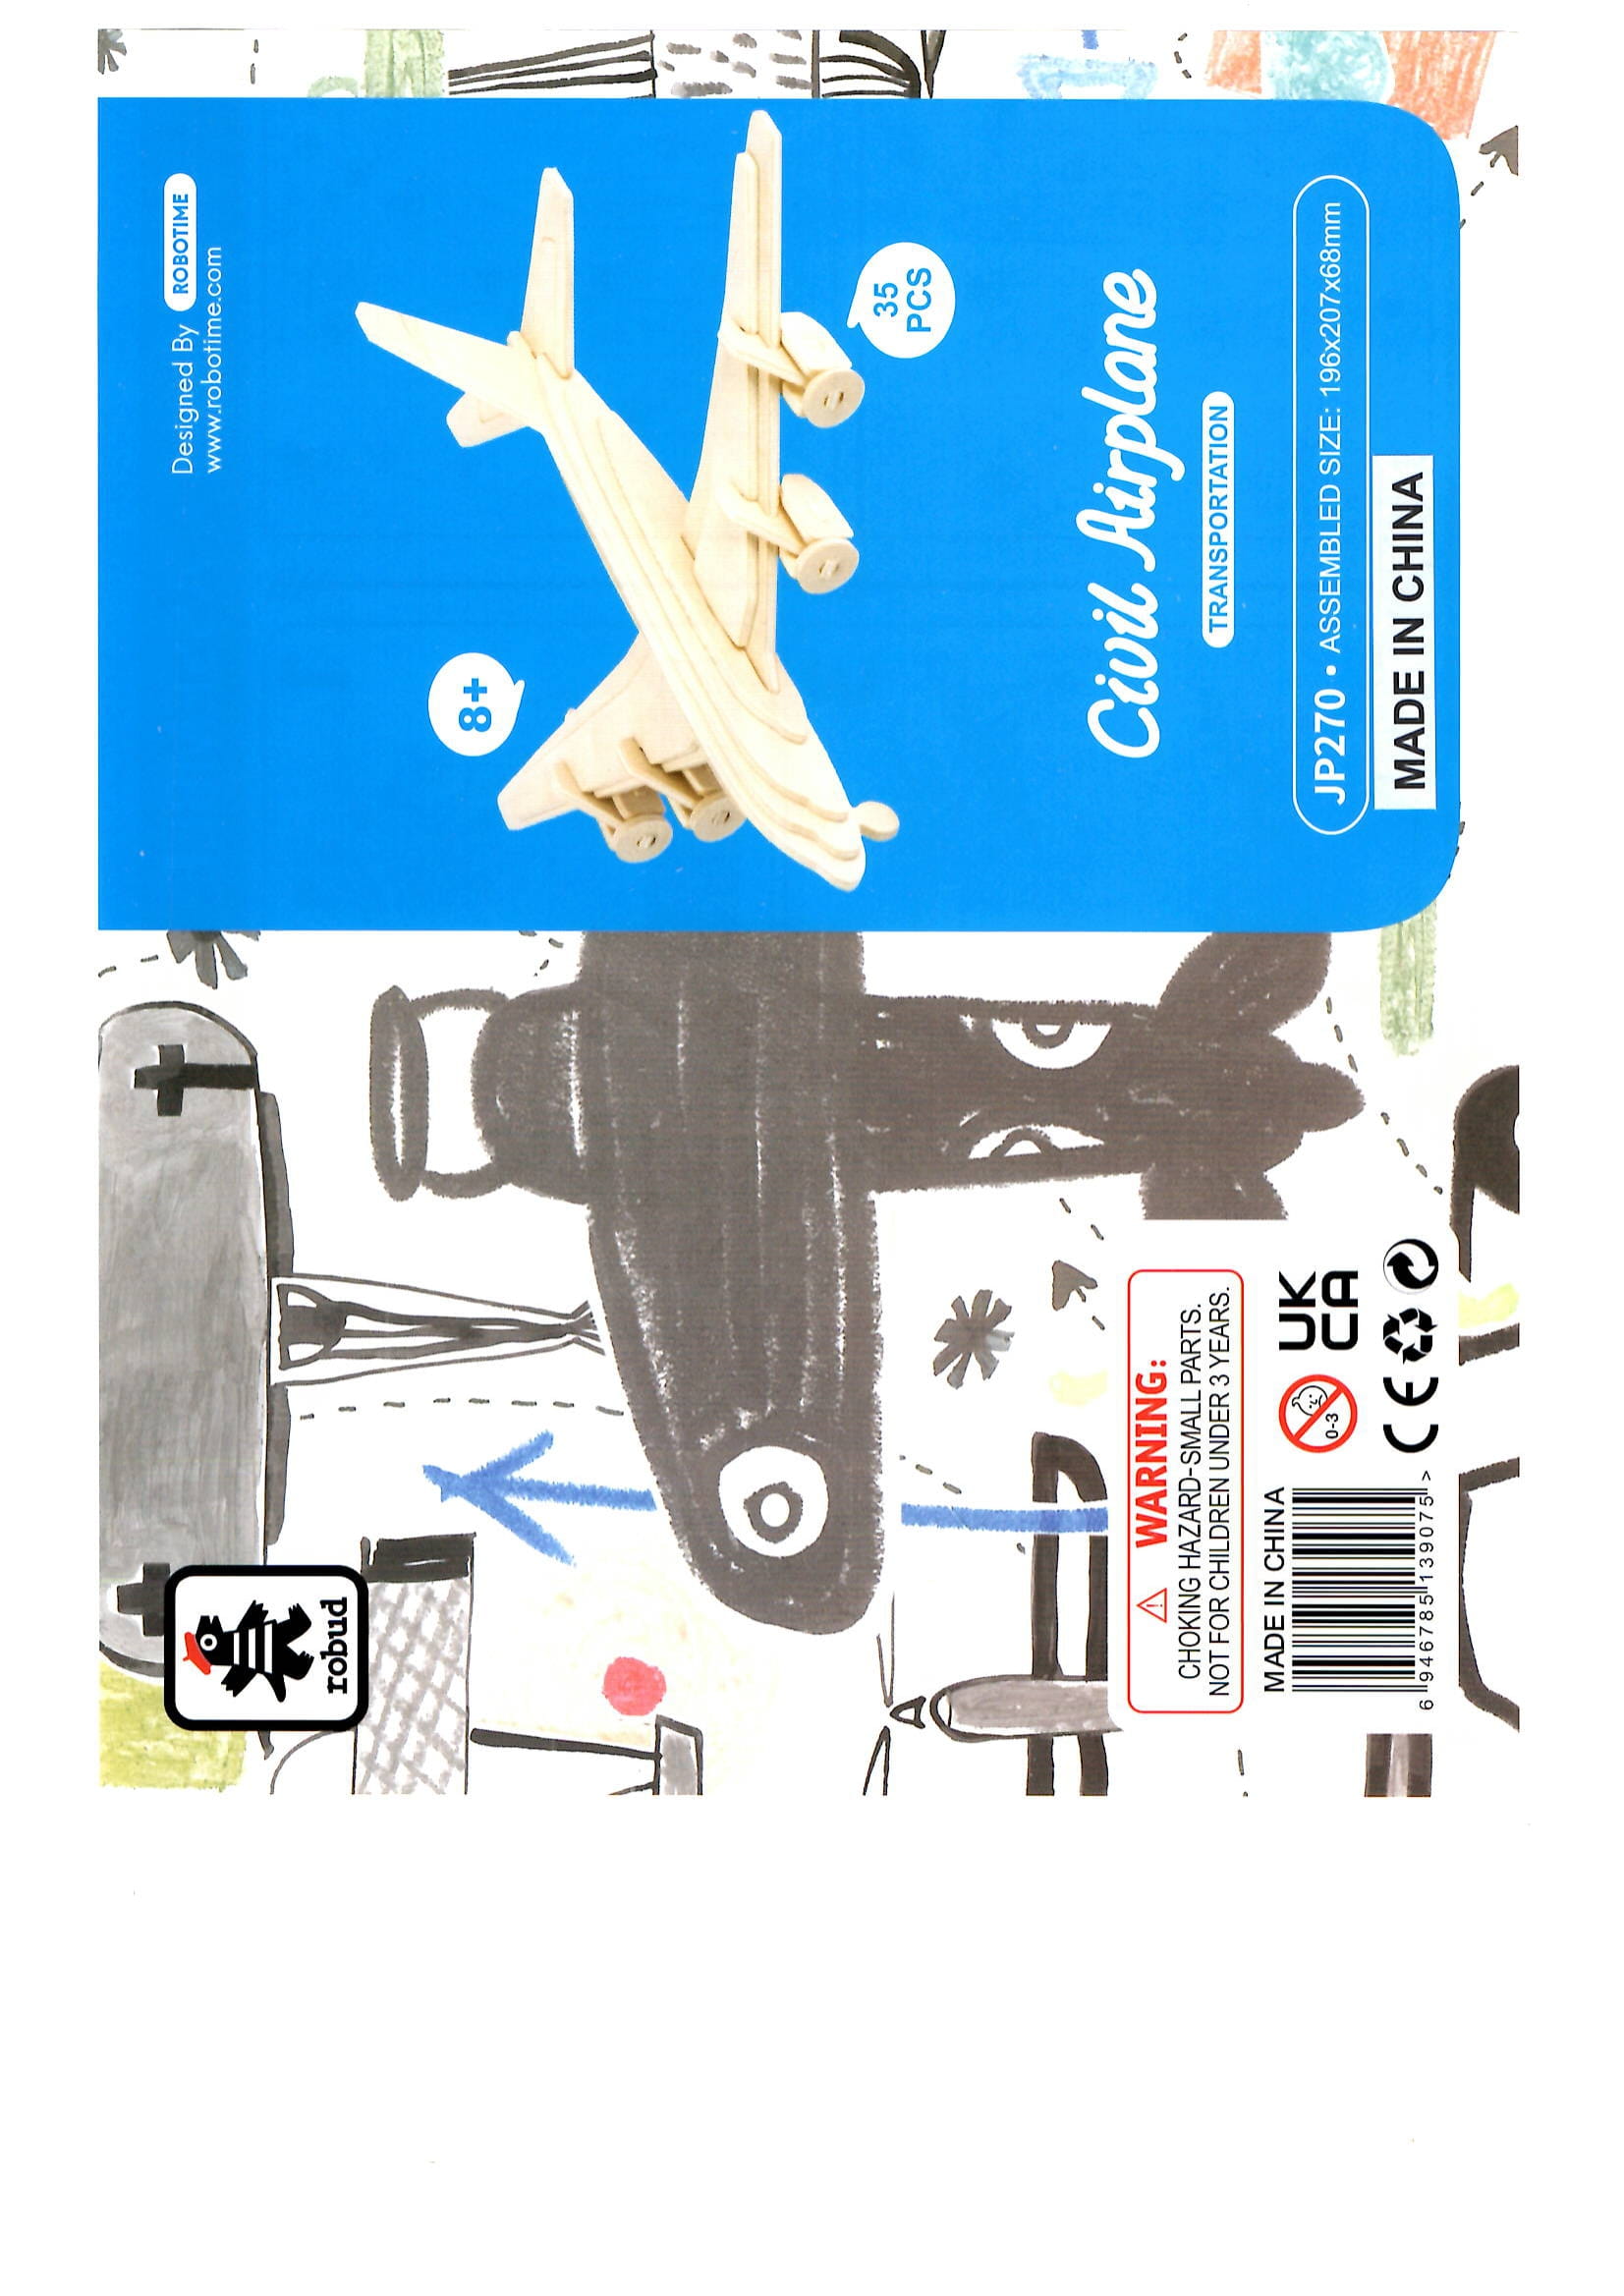 robud
Designed By ROBOTIME
www.robotime.com
8+
35
PCS
Civil Airplane
TRANSPORTATION
JP270 • ASSEMBLED SIZE: 196x207x68mm
MADE IN CHINA
WARNING:
CHOKING HAZARD-SMALL PARTS.
NOT FOR CHILDREN UNDER 3 YEARS.
MADE IN CHINA
0-3
UK
CA
CE
6 946785 139075 >